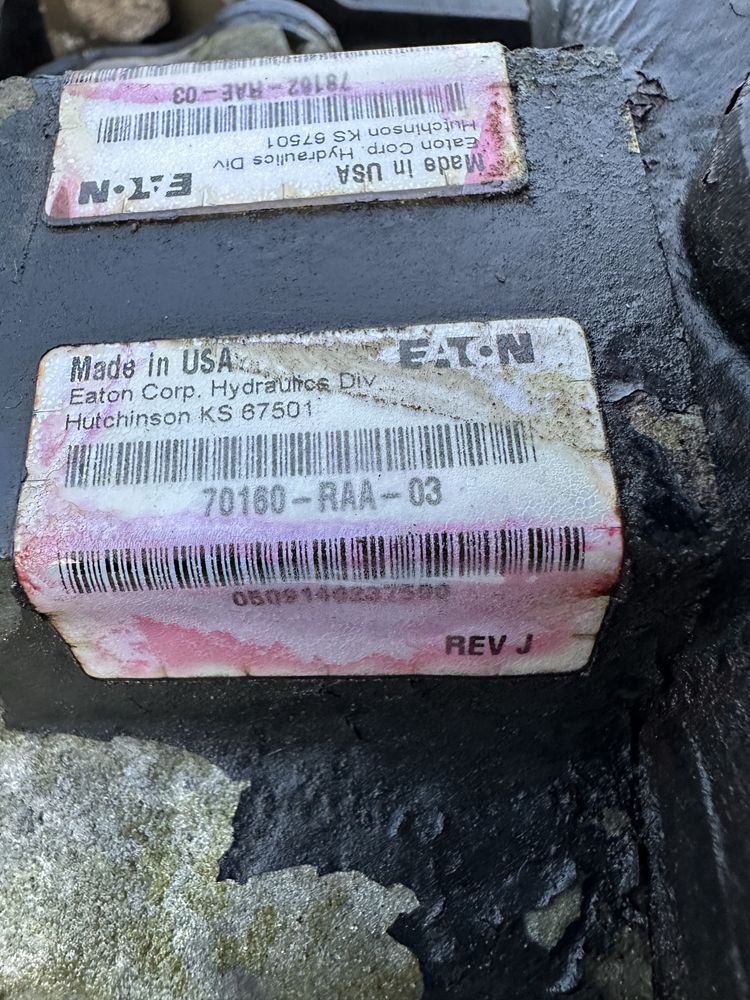 Made in USA
EATON
Eaton Corp. Hydraulics Div
Hutchinson KS 67501
Made in USA
EATON
Eaton Corp. Hydraulics Div
Hutchinson KS 67501
70160-RAA-03
REV J